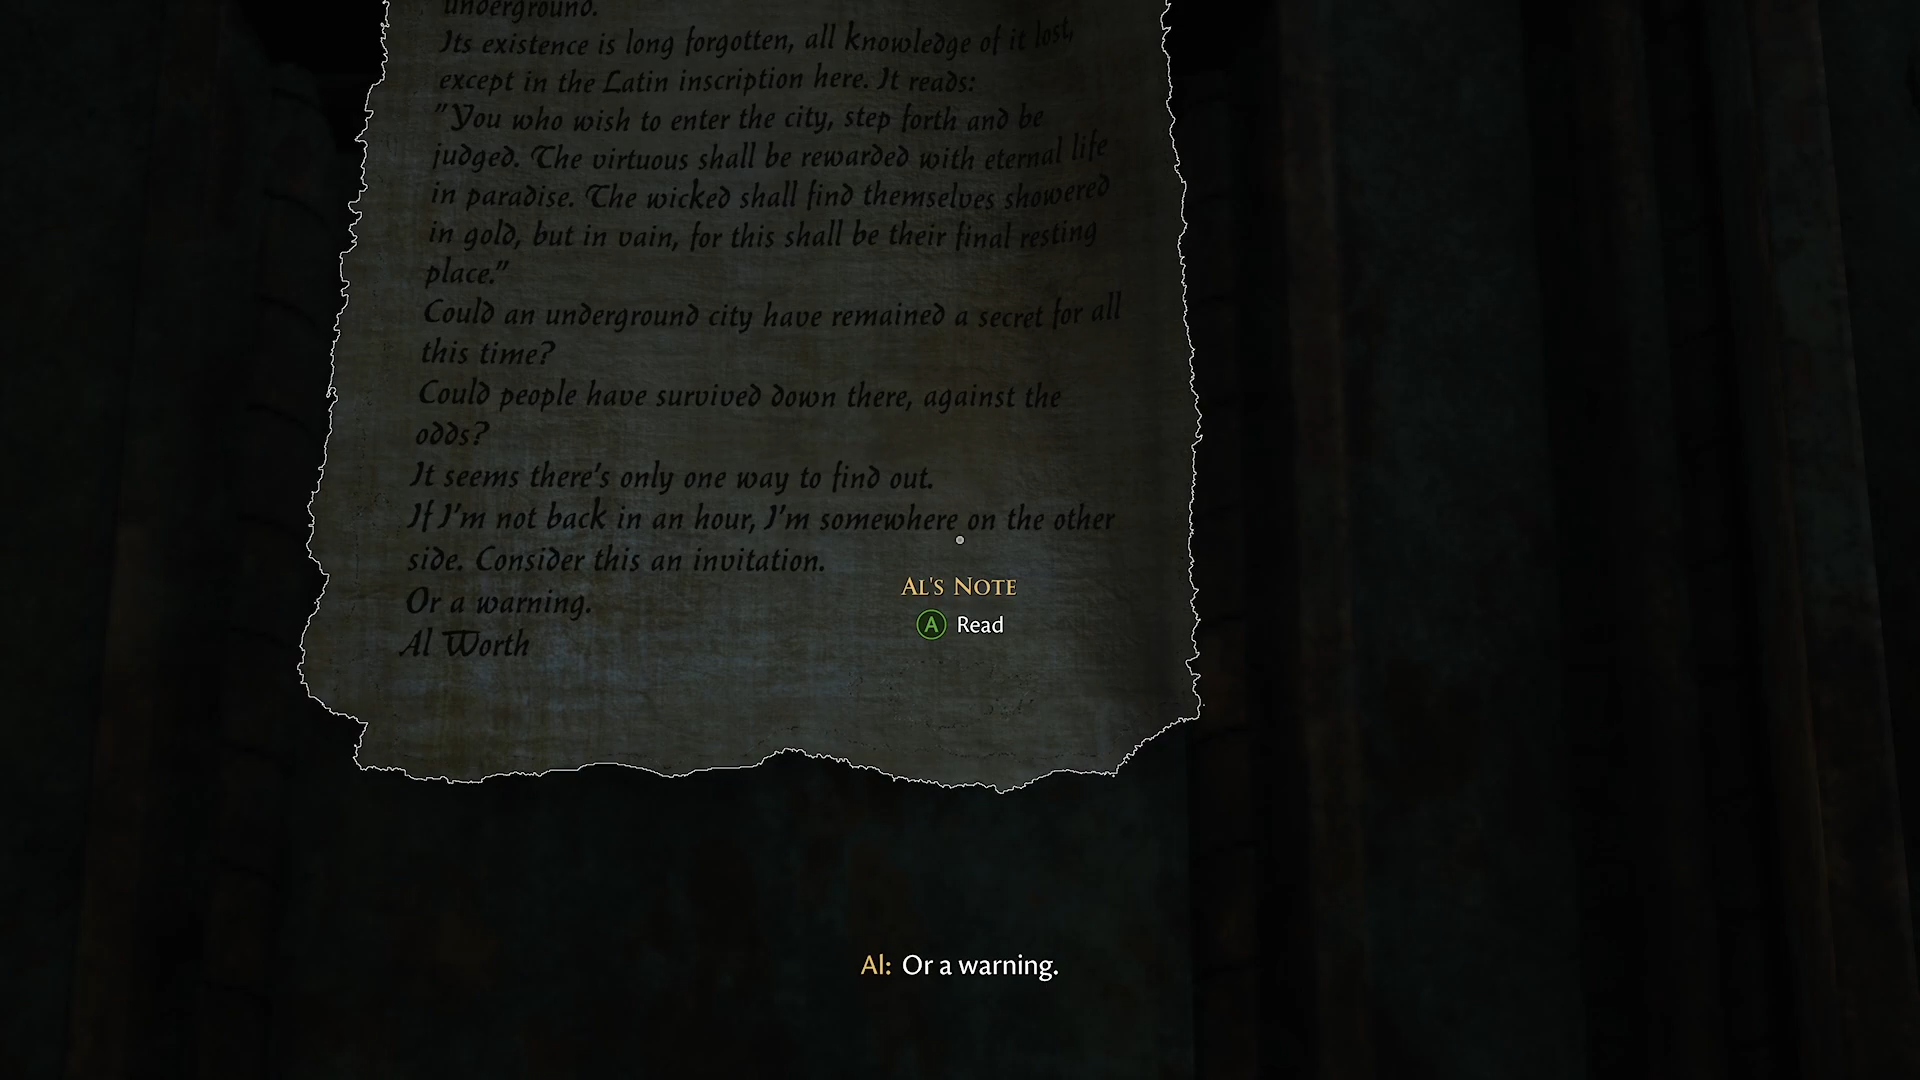 underground.
Its existence is long forgotten, all knowledge of it lost,
except in the Latin inscription here. It reads:
"You who wish to enter the city, step forth and be
judged. The virtuous shall be rewarded with eternal life
in paradise. The wicked shall find themselves showered
in gold, but in vain, for this shall be their final resting
place."
Could an underground city have remained a secret for all
this time?
Could people have survived down there, against the
odds?
It seems there's only one way to find out.
If I'm not back in an hour, I'm somewhere on the other
side. Consider this an invitation.
Or a warning.
Al Worth
Al's Note
A Read
Al: Or a warning.